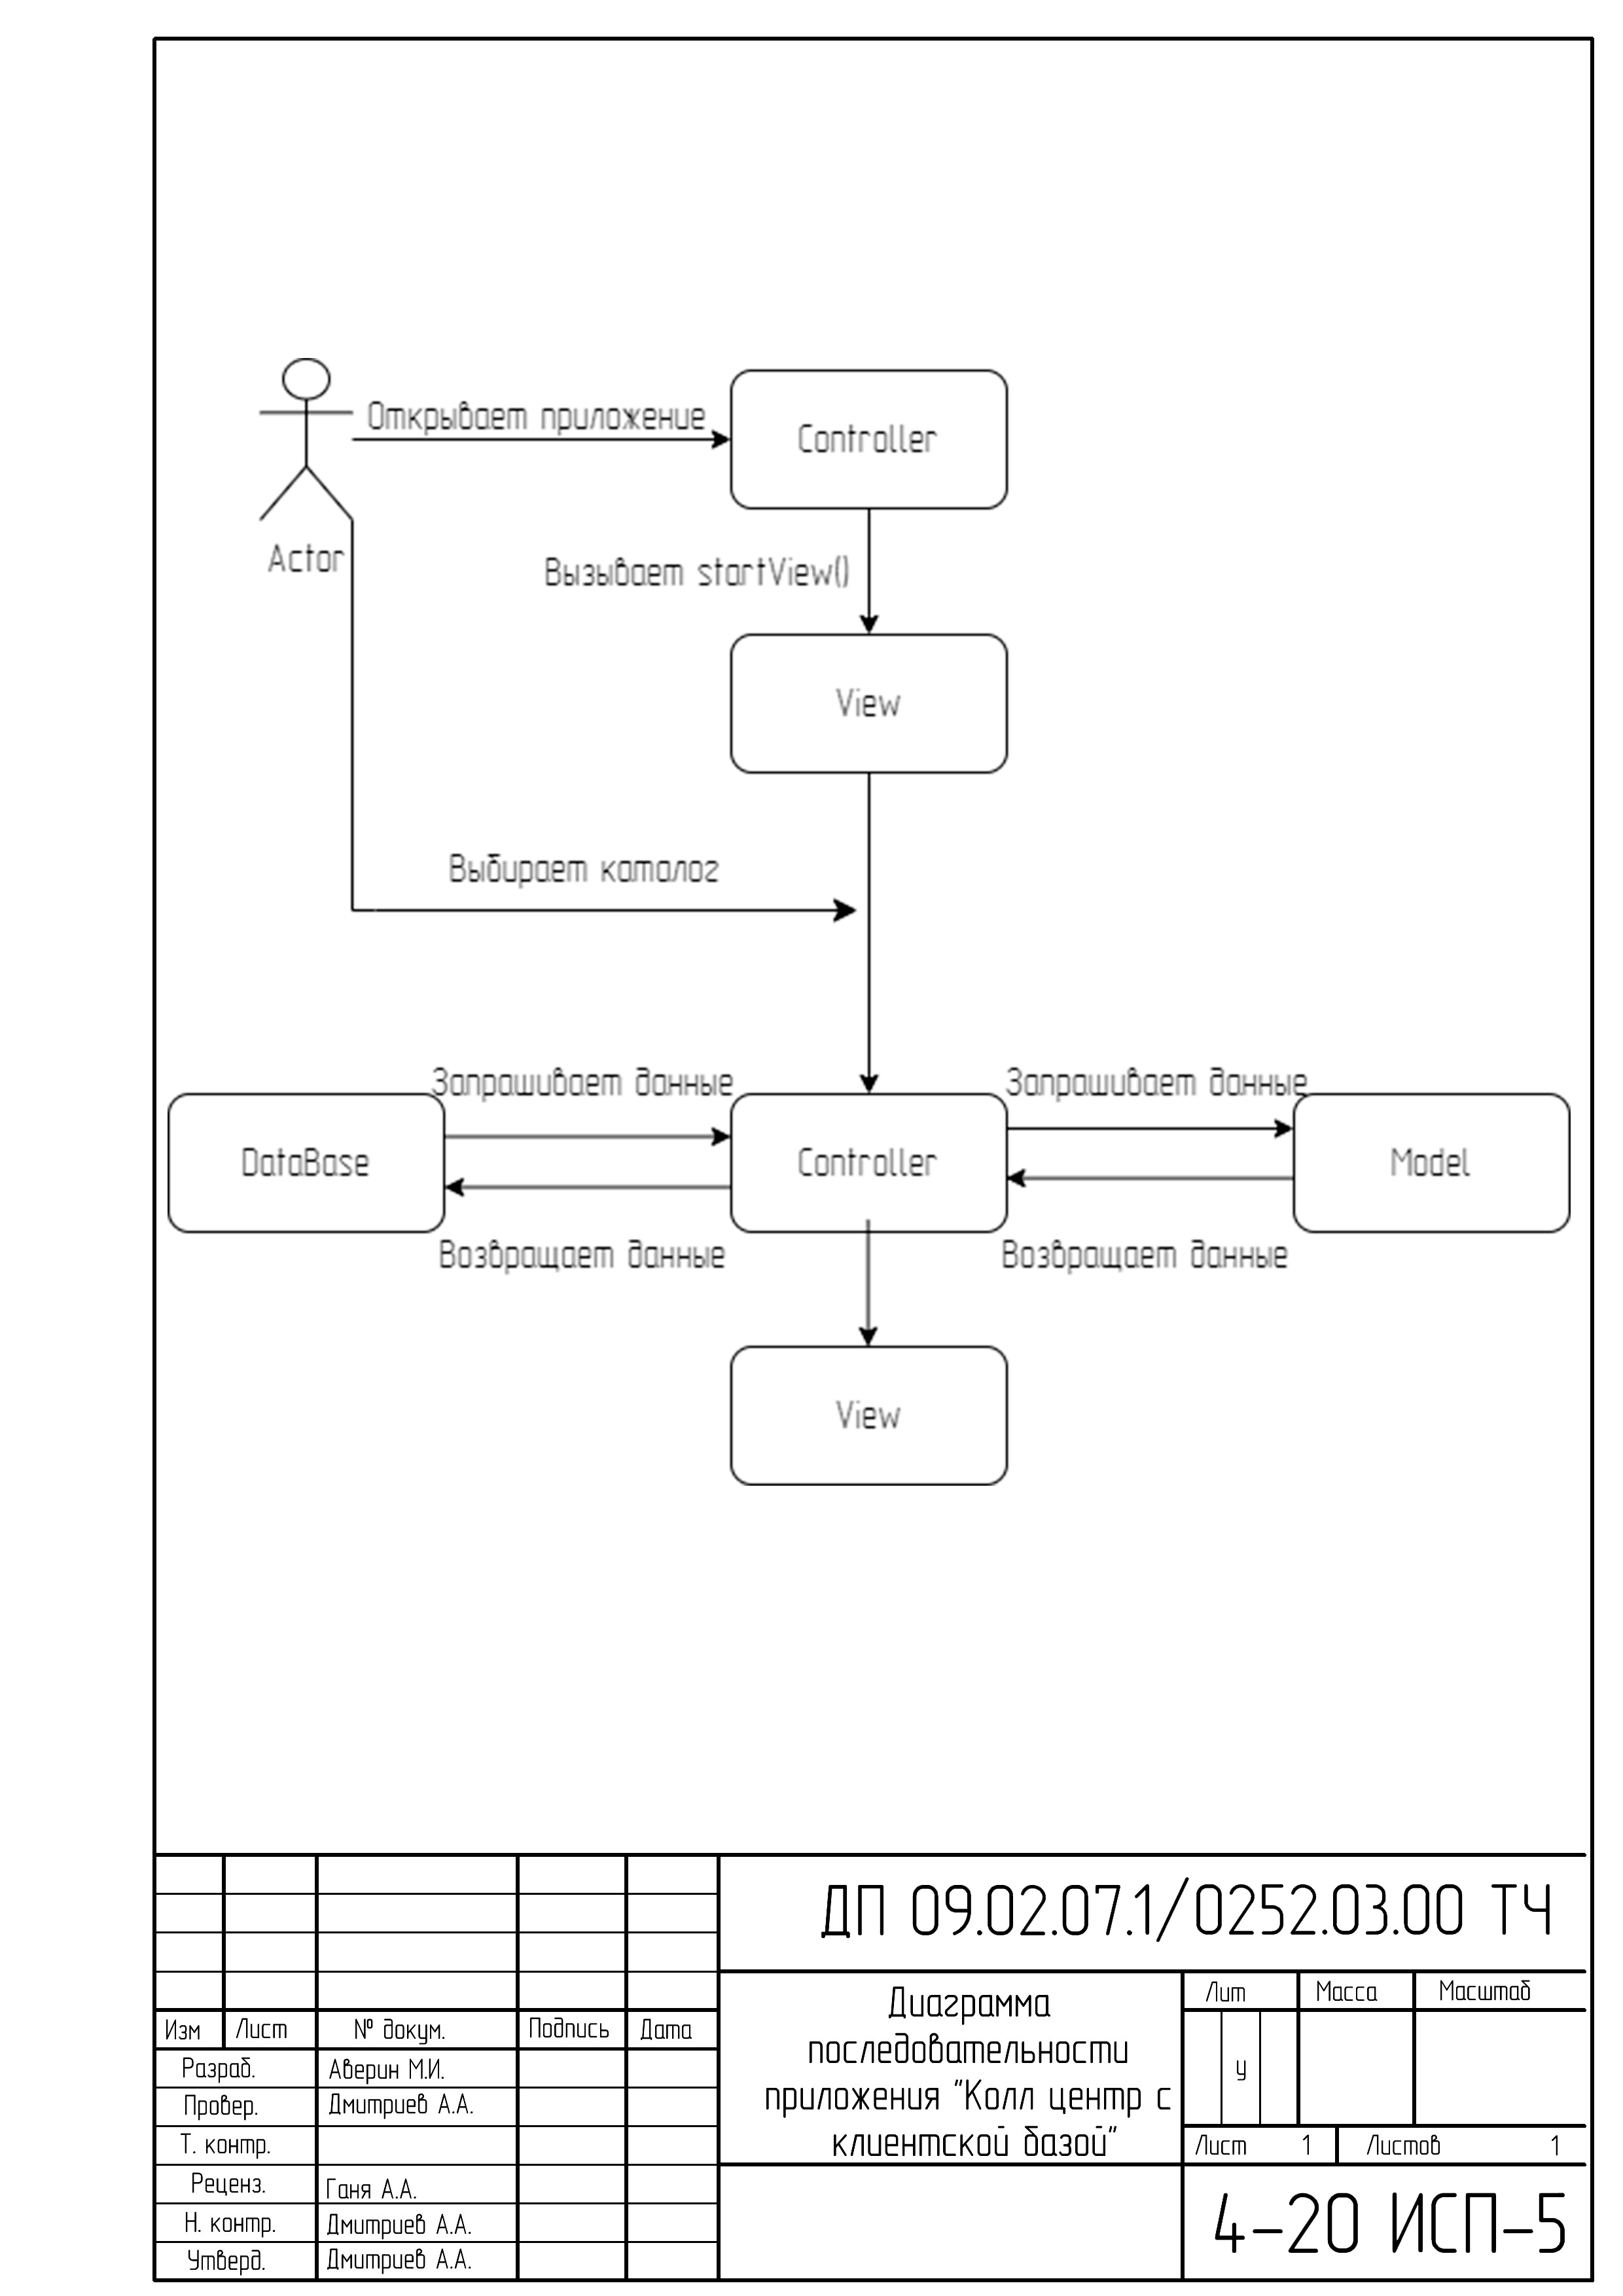 Открывает приложение
Controller
Actor
Вызывает startView()
View
Выбирает каталог
Запрашивает данные
Запрашивает данные
DataBase
Controller
Model
Возвращает данные
Возвращает данные
View
ДП 09.02.07.1/0252.03.00 ТЧ
Изм Лист № докум. Подпись Дата
Разраб. Аверин М.И.
Провер. Дмитриев А.А.
Т. контр.
Реценз. Ганя А.А.
Н. контр. Дмитриев А.А.
Утверд. Дмитриев А.А.
Диаграмма
последовательности
приложения "Колл центр с
клиентской базой"
Лит Масса Масштаб
у
Лист 1 Листов 1
4-20 ИСП-5